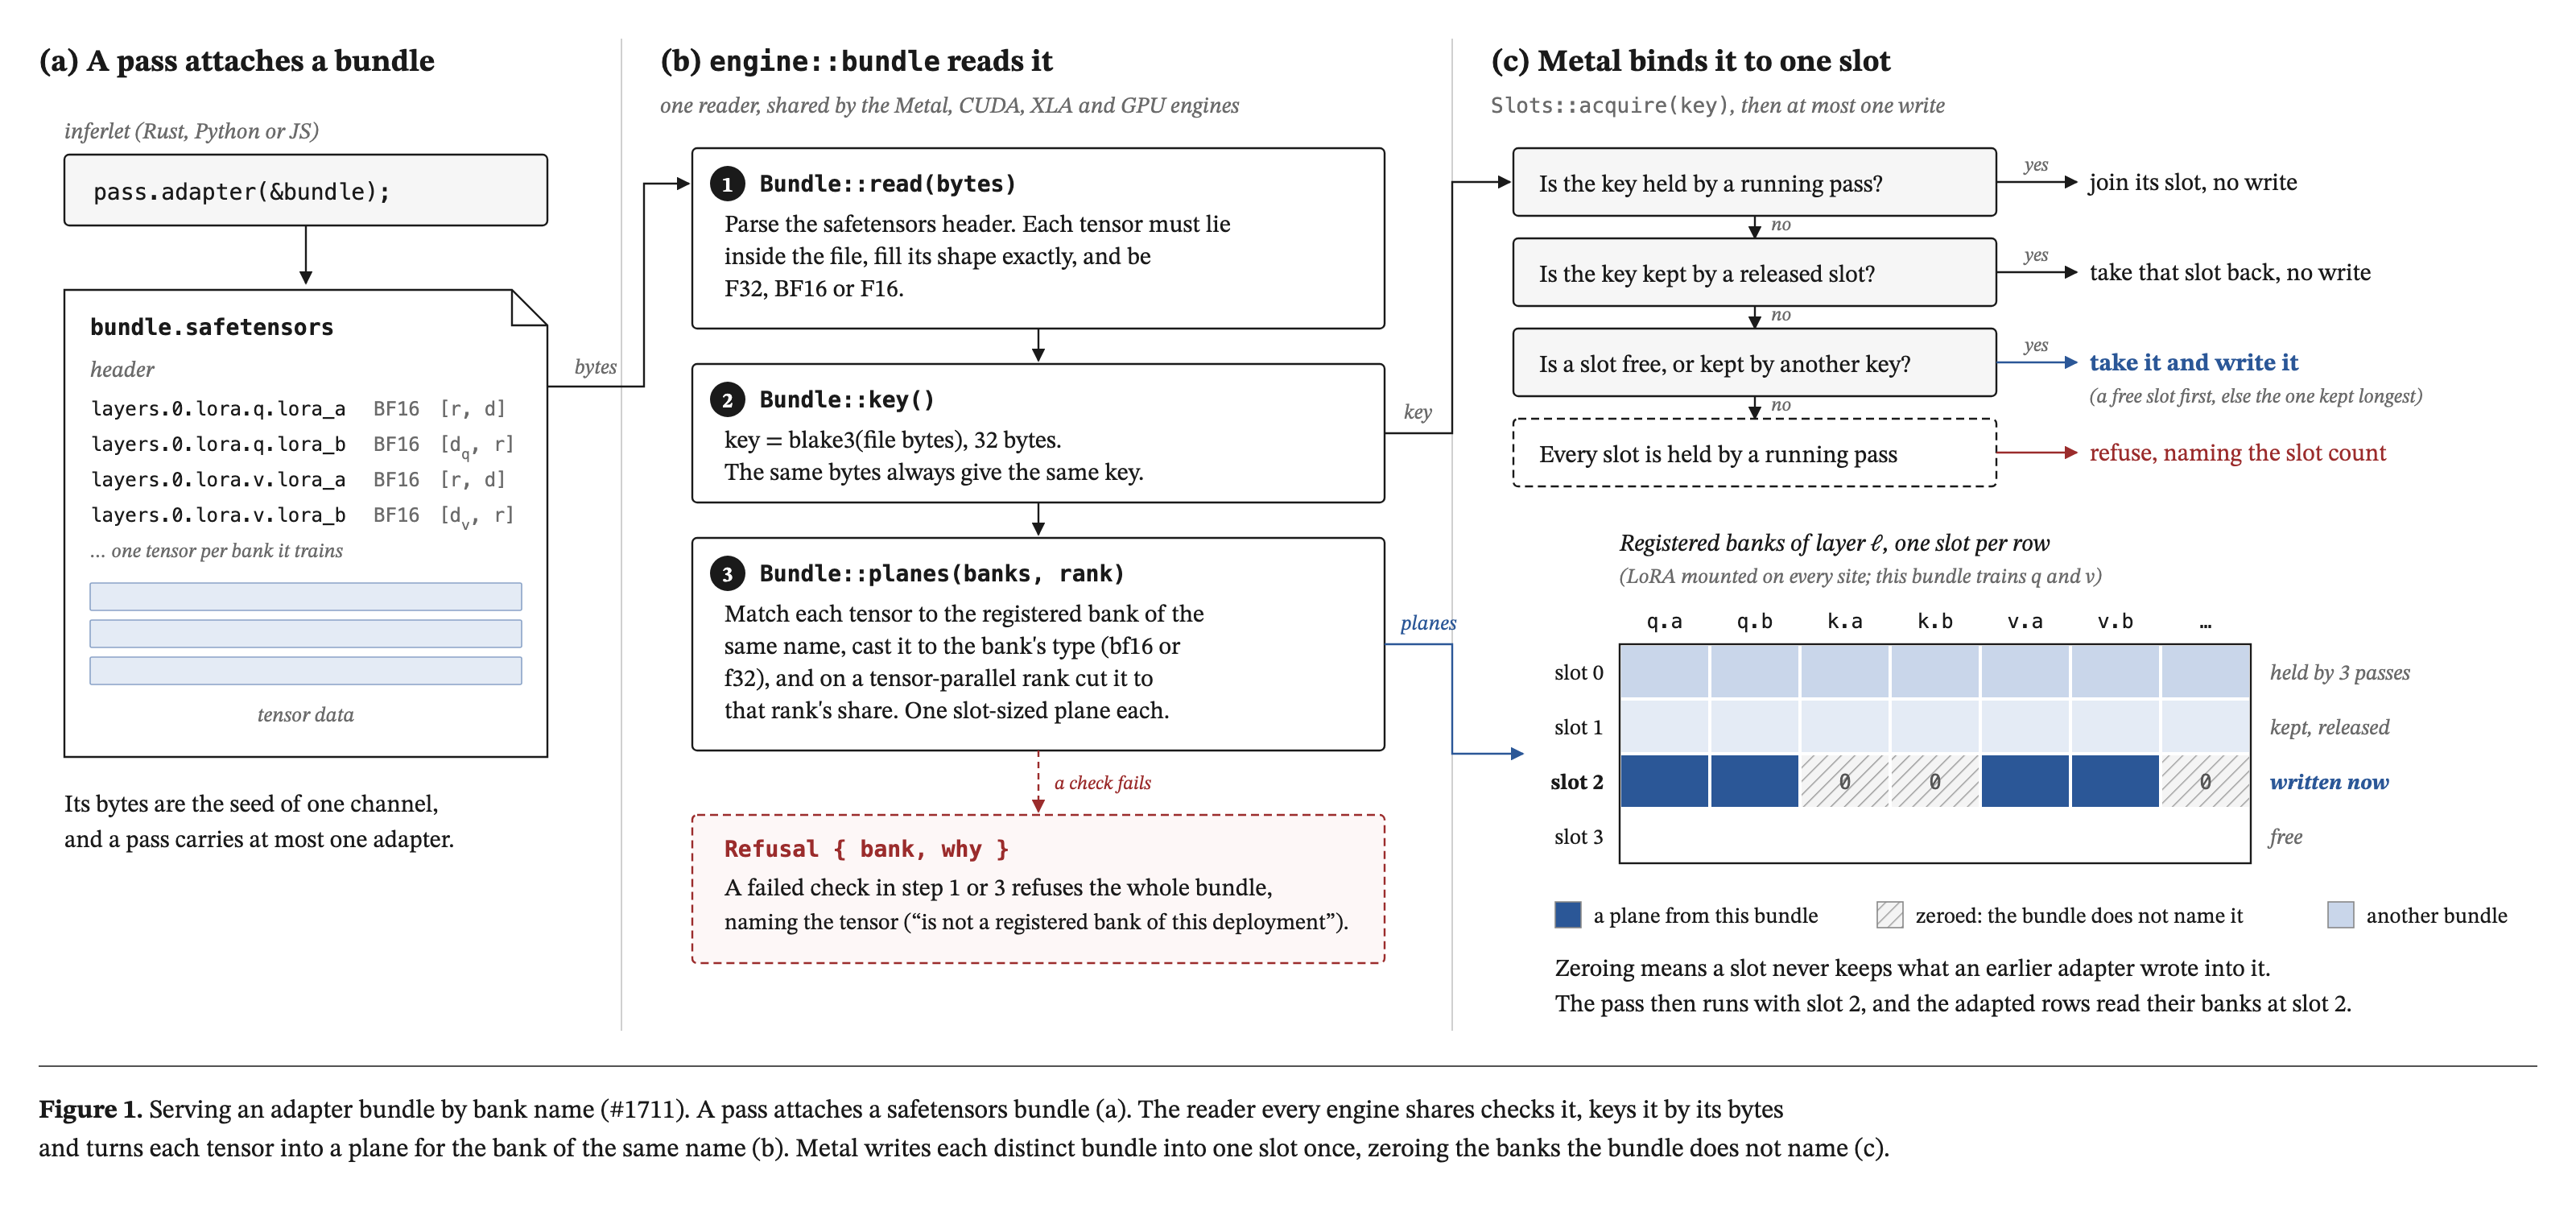 (a) A pass attaches a bundle
inferlet (Rust, Python or JS)
pass.adapter(&bundle);
bundle.safetensors
header
layers.0.lora.q.lora_a BF16 [r, d]
layers.0.lora.q.lora_b BF16 [d_q, r]
layers.0.lora.v.lora_a BF16 [r, d]
layers.0.lora.v.lora_b BF16 [d_v, r]
... one tensor per bank it trains
tensor data
Its bytes are the seed of one channel,
and a pass carries at most one adapter.
bytes
(b) engine::bundle reads it
one reader, shared by the Metal, CUDA, XLA and GPU engines
1 Bundle::read(bytes)
Parse the safetensors header. Each tensor must lie
inside the file, fill its shape exactly, and be
F32, BF16 or F16.
2 Bundle::key()
key = blake3(file bytes), 32 bytes.
The same bytes always give the same key.
3 Bundle::planes(banks, rank)
Match each tensor to the registered bank of the
same name, cast it to the bank's type (bf16 or
f32), and on a tensor-parallel rank cut it to
that rank's share. One slot-sized plane each.
a check fails
Refusal { bank, why }
A failed check in step 1 or 3 refuses the whole bundle,
naming the tensor (“is not a registered bank of this deployment”).
key
planes
(c) Metal binds it to one slot
Slots::acquire(key), then at most one write
Is the key held by a running pass? yes join its slot, no write
no
Is the key kept by a released slot? yes take that slot back, no write
no
Is a slot free, or kept by another key? yes take it and write it
(a free slot first, else the one kept longest)
no
Every slot is held by a running pass refuse, naming the slot count
Registered banks of layer ℓ, one slot per row
(LoRA mounted on every site; this bundle trains q and v)
q.a q.b k.a k.b v.a v.b ...
slot 0 held by 3 passes
slot 1 kept, released
slot 2 0 0 0 written now
slot 3 free
a plane from this bundle zeroed: the bundle does not name it another bundle
Zeroing means a slot never keeps what an earlier adapter wrote into it.
The pass then runs with slot 2, and the adapted rows read their banks at slot 2.
Figure 1. Serving an adapter bundle by bank name (#1711). A pass attaches a safetensors bundle (a). The reader every engine shares checks it, keys it by its bytes
and turns each tensor into a plane for the bank of the same name (b). Metal writes each distinct bundle into one slot once, zeroing the banks the bundle does not name (c).